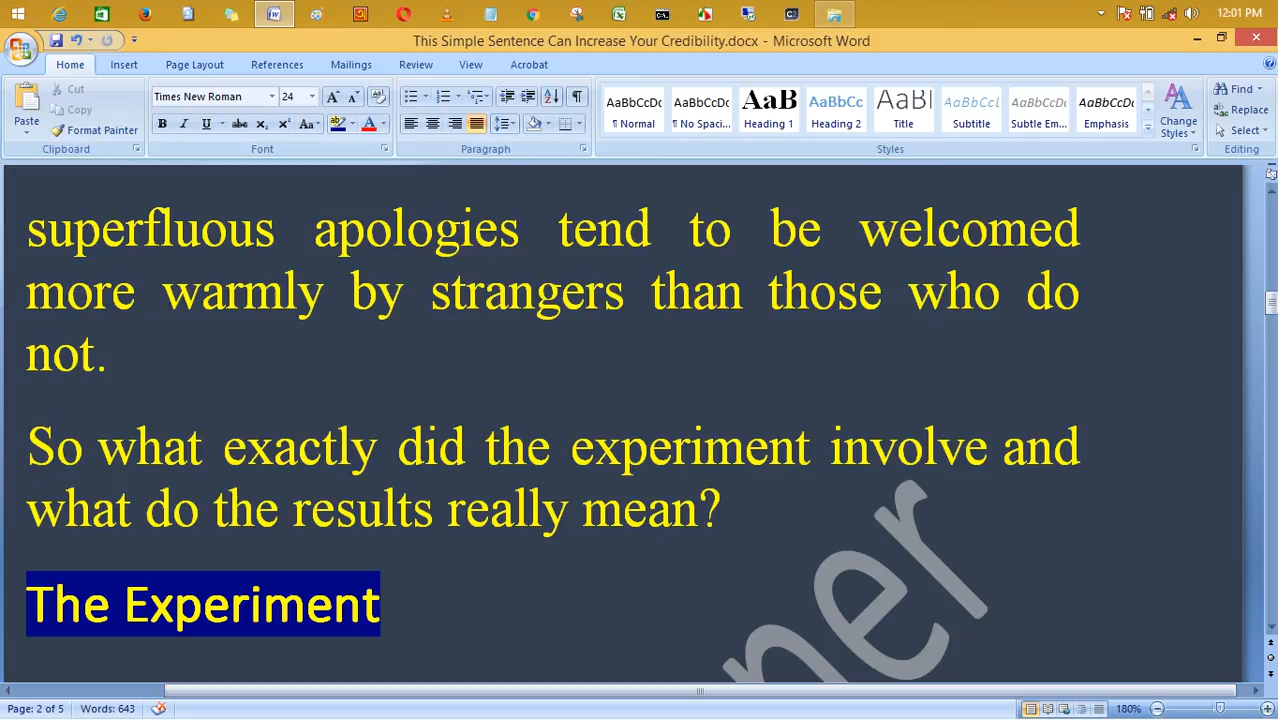 12:01 PM
This Simple Sentence Can Increase Your Credibility.docx - Microsoft Word
Home Insert Page Layout References Mailings Review View Acrobat
Paste
Cut
Copy
Format Painter
Clipboard
Times New Roman 24
Font
Paragraph
AaBbCcDc AaBbCcDc AaB AaBbCc AaBl AaBbCcL AaBbCcDc AaBbCcDc
¶ Normal ¶ No Spaci... Heading 1 Heading 2 Title Subtitle Subtle Em... Emphasis
Change
Styles
Styles
Find
Replace
Select
Editing
superfluous apologies tend to be welcomed
more warmly by strangers than those who do
not.
So what exactly did the experiment involve and
what do the results really mean?
The Experiment
ner
Page: 2 of 5 Words: 643 180%